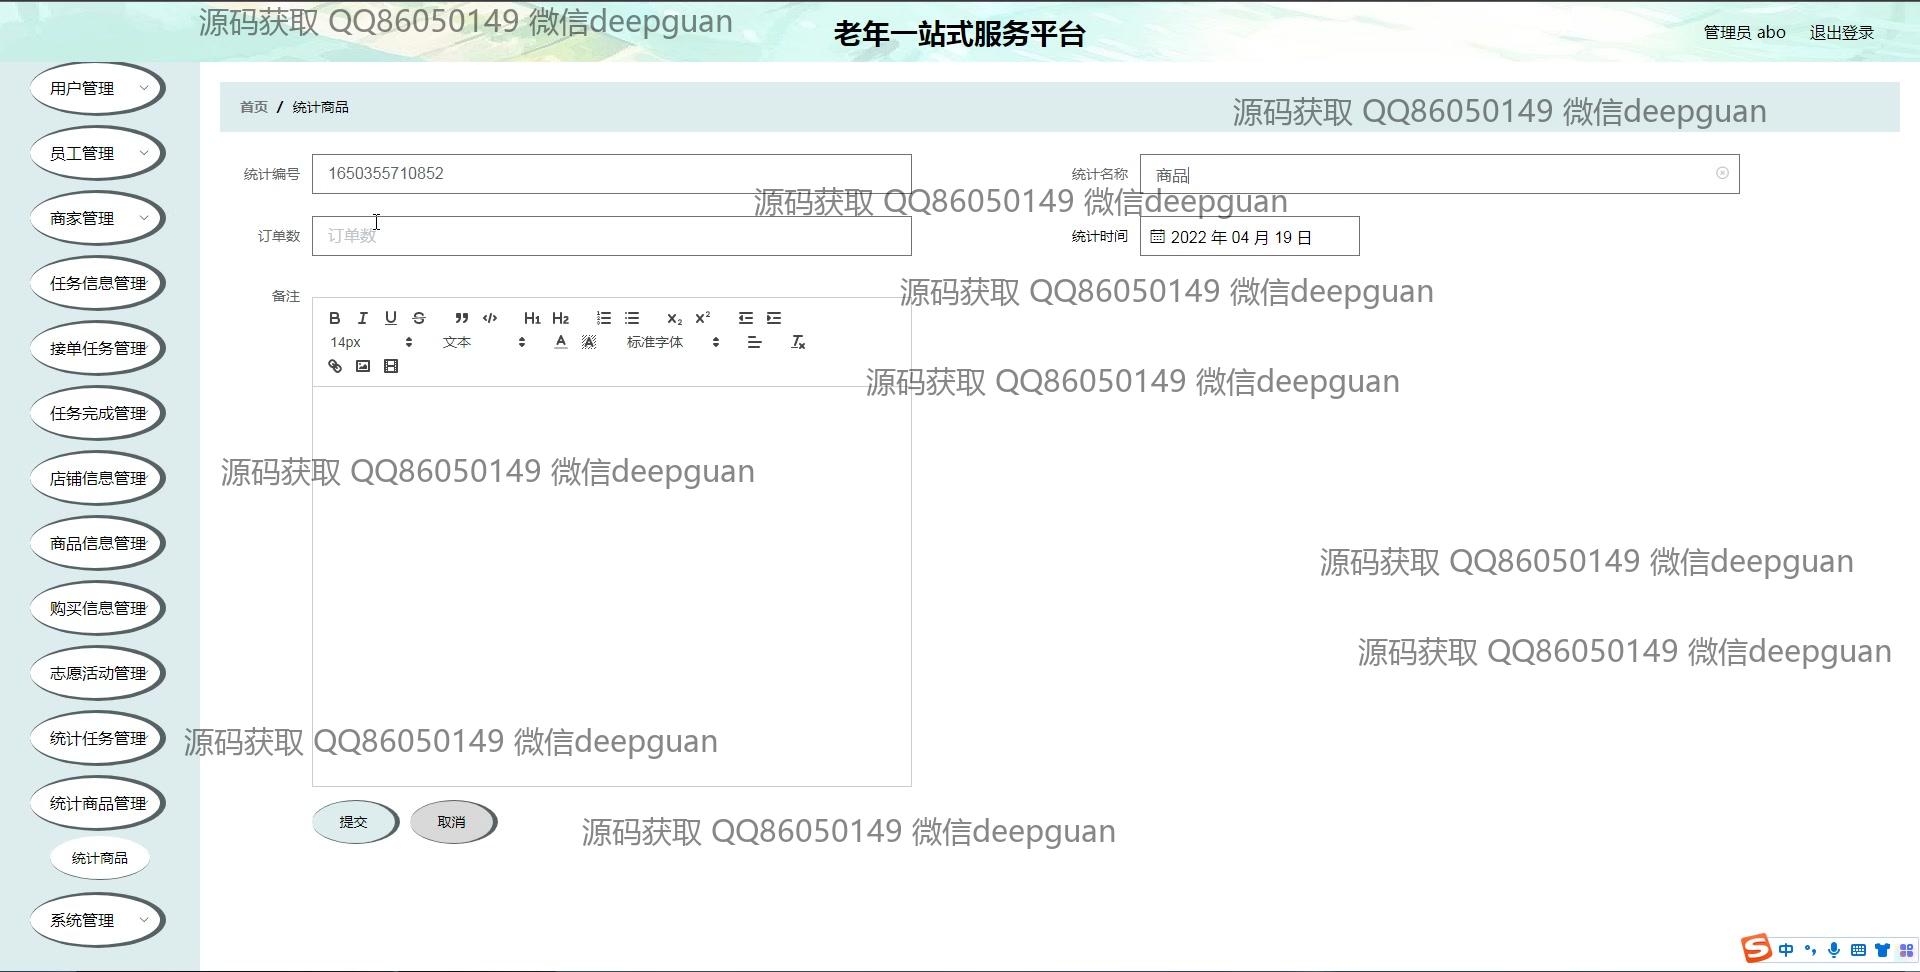 源码获取 QQ86050149 微信deepguan
老年一站式服务平台
管理员 abo
退出登录
用户管理
员工管理
商家管理
任务信息管理
接单任务管理
任务完成管理
店铺信息管理
商品信息管理
购买信息管理
志愿活动管理
统计任务管理
统计商品管理
统计商品
系统管理
首页 / 统计商品
源码获取 QQ86050149 微信deepguan
统计编号 1650355710852
统计名称 商品
源码获取 QQ86050149 微信deepguan
订单数 订单数
统计时间 2022 年 04 月 19 日
源码获取 QQ86050149 微信deepguan
备注
B I U S H1 H2 X2 X2
14px 文本 A A 标准字体 Tx
源码获取 QQ86050149 微信deepguan
源码获取 QQ86050149 微信deepguan
源码获取 QQ86050149 微信deepguan
源码获取 QQ86050149 微信deepguan
源码获取 QQ86050149 微信deepguan
提交
取消
源码获取 QQ86050149 微信deepguan
S 中